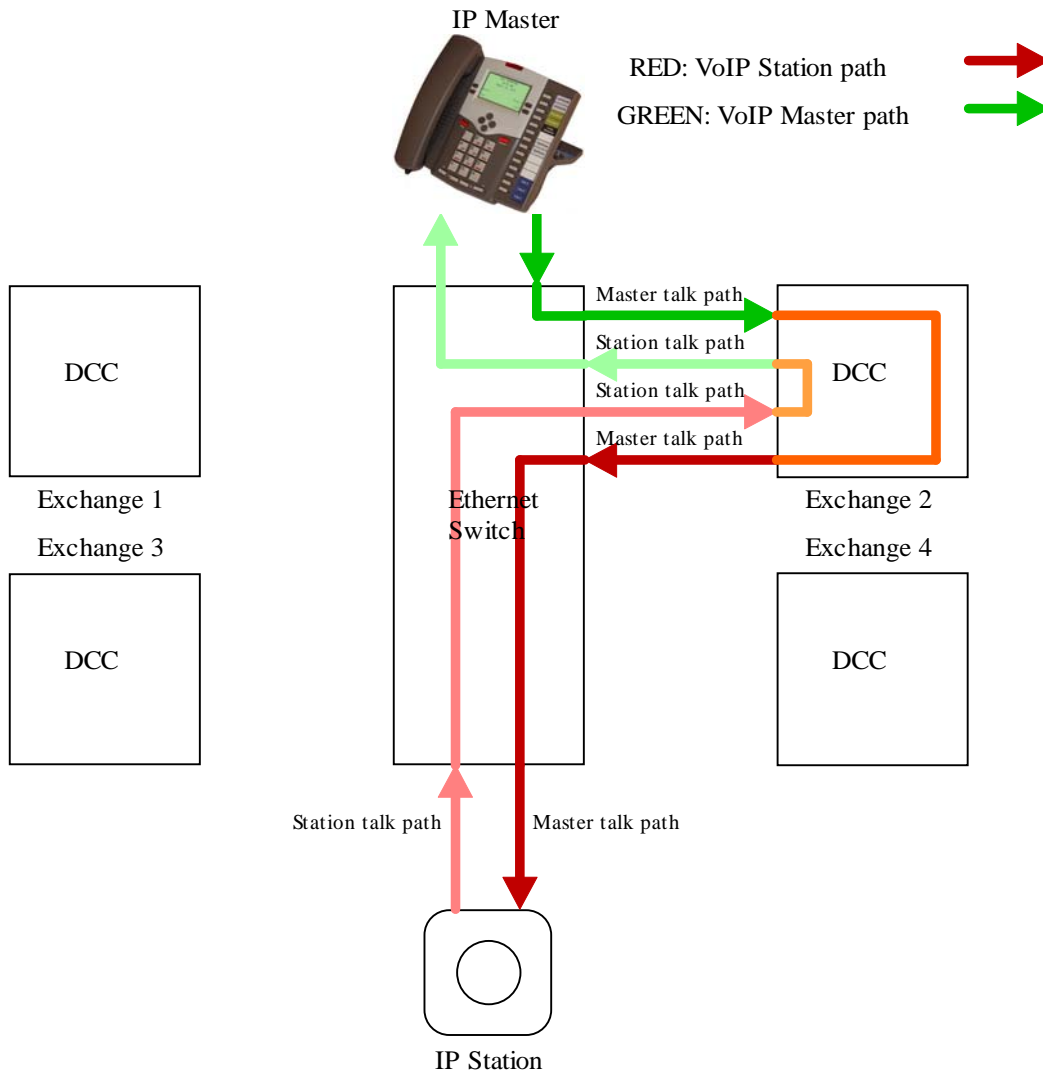 IP Master
RED: VoIP Station path
GREEN: VoIP Master path
Master talk path
Station talk path
DCC
DCC
Station talk path
Master talk path
Exchange 1
Ethernet
Switch
Exchange 2
Exchange 3
Exchange 4
DCC
DCC
Station talk path
Master talk path
IP Station